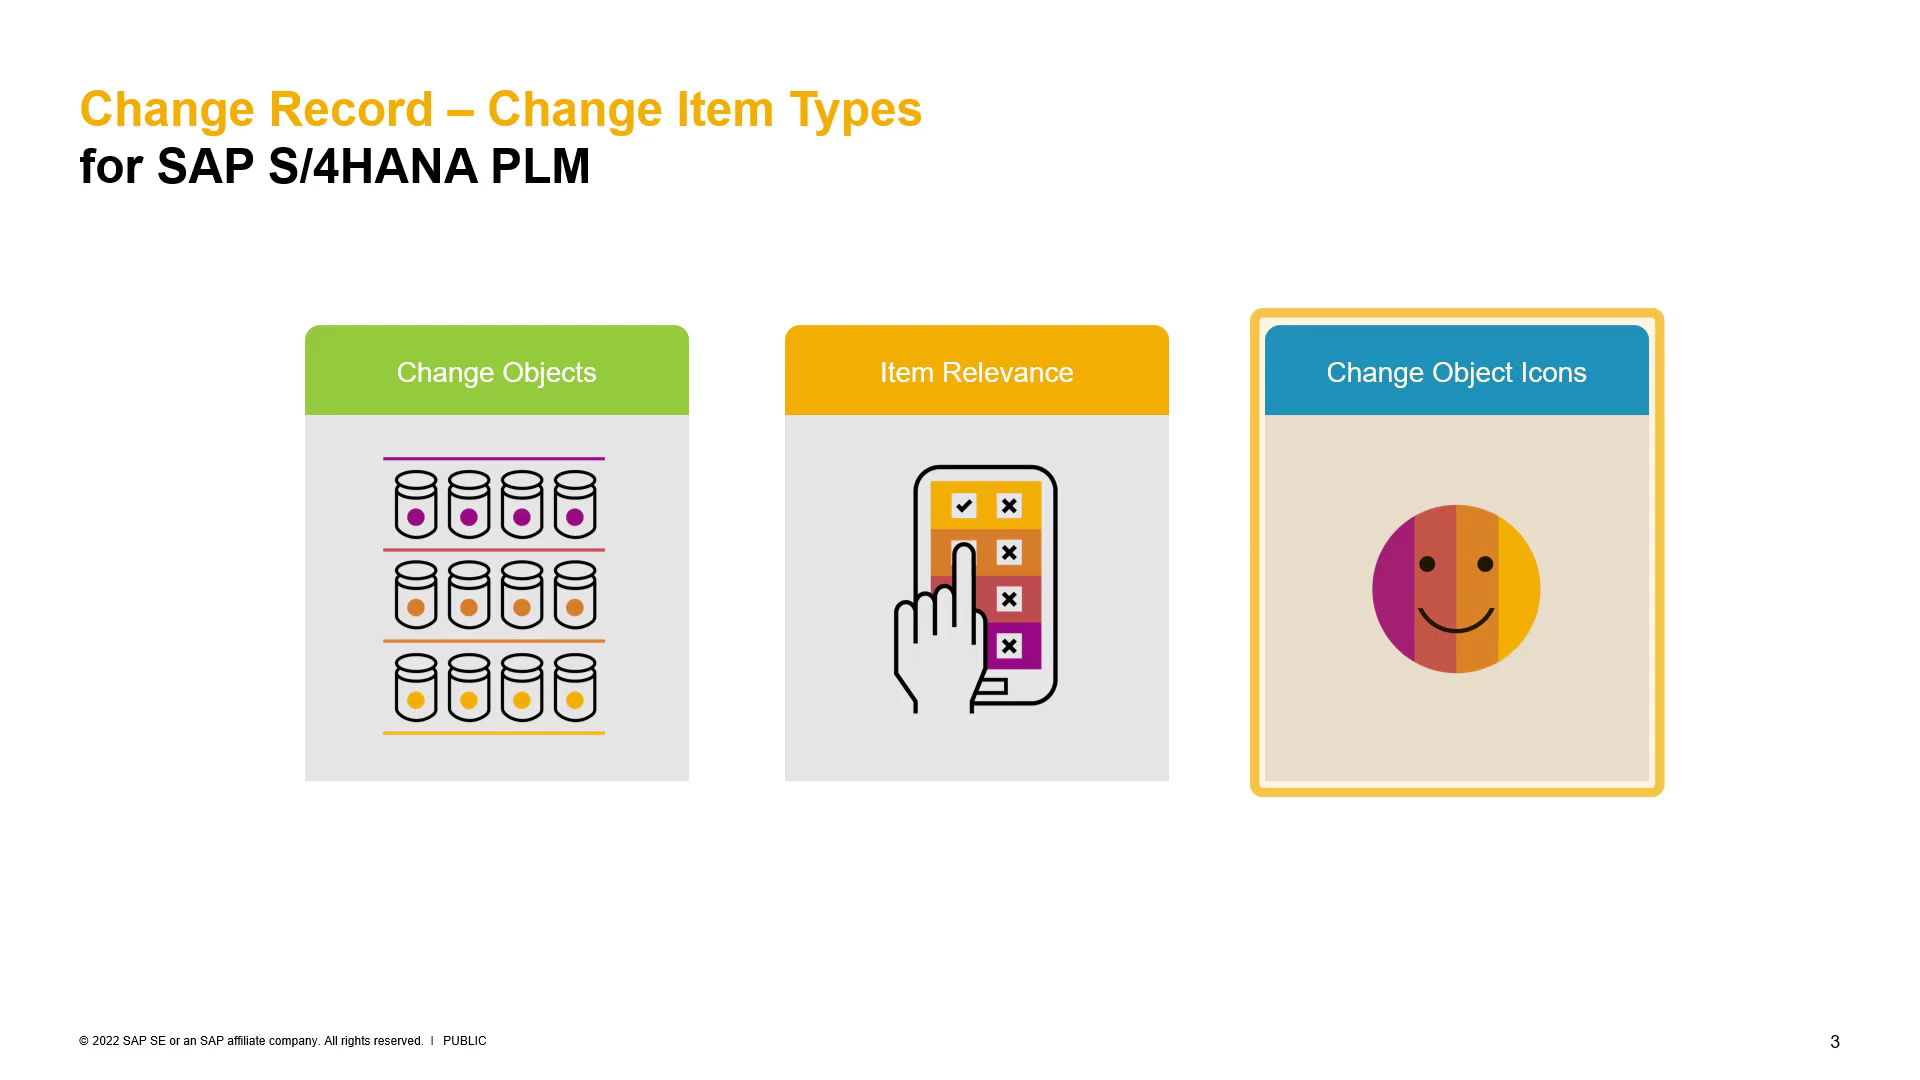 Change Record – Change Item Types
for SAP S/4HANA PLM
Change Objects
Item Relevance
Change Object Icons
© 2022 SAP SE or an SAP affiliate company. All rights reserved. | PUBLIC
3